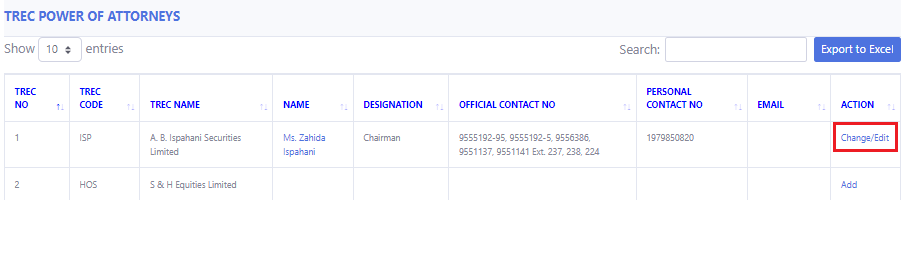 TREC POWER OF ATTORNEYS
Show 10 entries
Search:
Export to Excel
TREC NO
TREC CODE
TREC NAME
NAME
DESIGNATION
OFFICIAL CONTACT NO
PERSONAL CONTACT NO
EMAIL
ACTION
1
ISP
A. B. Ispahani Securities
Limited
Ms. Zahida
Ispahani
Chairman
9555192-95, 9555192-5, 9556386,
9551137, 9551141 Ext. 237, 238, 224
1979850820
Change/Edit
2
HOS
S & H Equities Limited
Add